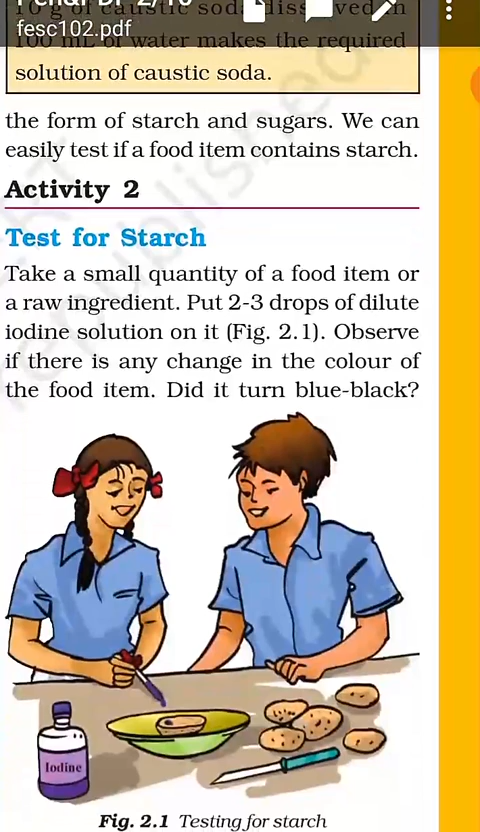 fesc102.pdf
100 mL of water makes the required
solution of caustic soda.
the form of starch and sugars. We can
easily test if a food item contains starch.
Activity 2
Test for Starch
Take a small quantity of a food item or
a raw ingredient. Put 2-3 drops of dilute
iodine solution on it (Fig. 2.1). Observe
if there is any change in the colour of
the food item. Did it turn blue-black?
Iodine
Fig. 2.1 Testing for starch